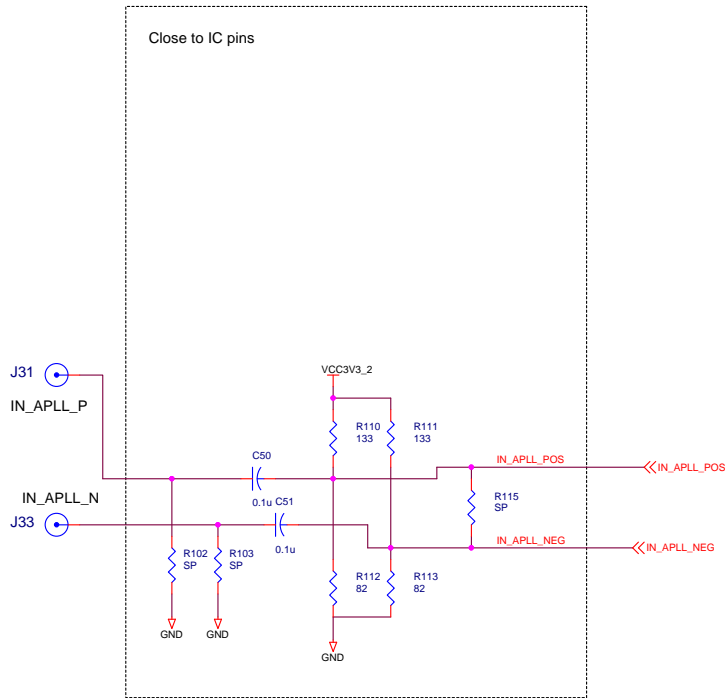 Close to IC pins
J31
IN_APLL_P
VCC3V3_2
R110
133
R111
133
C50
0.1u
IN_APLL_POS
IN_APLL_POS
R115
SP
IN_APLL_N
J33
C51
0.1u
IN_APLL_NEG
IN_APLL_NEG
R102
SP
R103
SP
R112
82
R113
82
GND
GND
GND